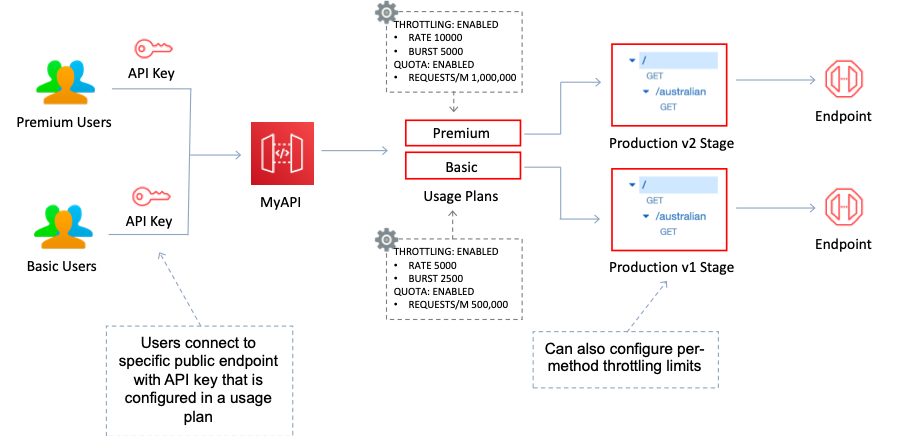 THROTTLING: ENABLED
• RATE 10000
• BURST 5000
QUOTA: ENABLED
• REQUESTS/M 1,000,000
API Key
Premium Users
/
GET
/australian
GET
Production v2 Stage
Endpoint
Premium
Basic
Usage Plans
MyAPI
API Key
Basic Users
/
GET
/australian
GET
Production v1 Stage
Endpoint
THROTTLING: ENABLED
• RATE 5000
• BURST 2500
QUOTA: ENABLED
• REQUESTS/M 500,000
Users connect to
specific public endpoint
with API key that is
configured in a usage
plan
Can also configure per-
method throttling limits